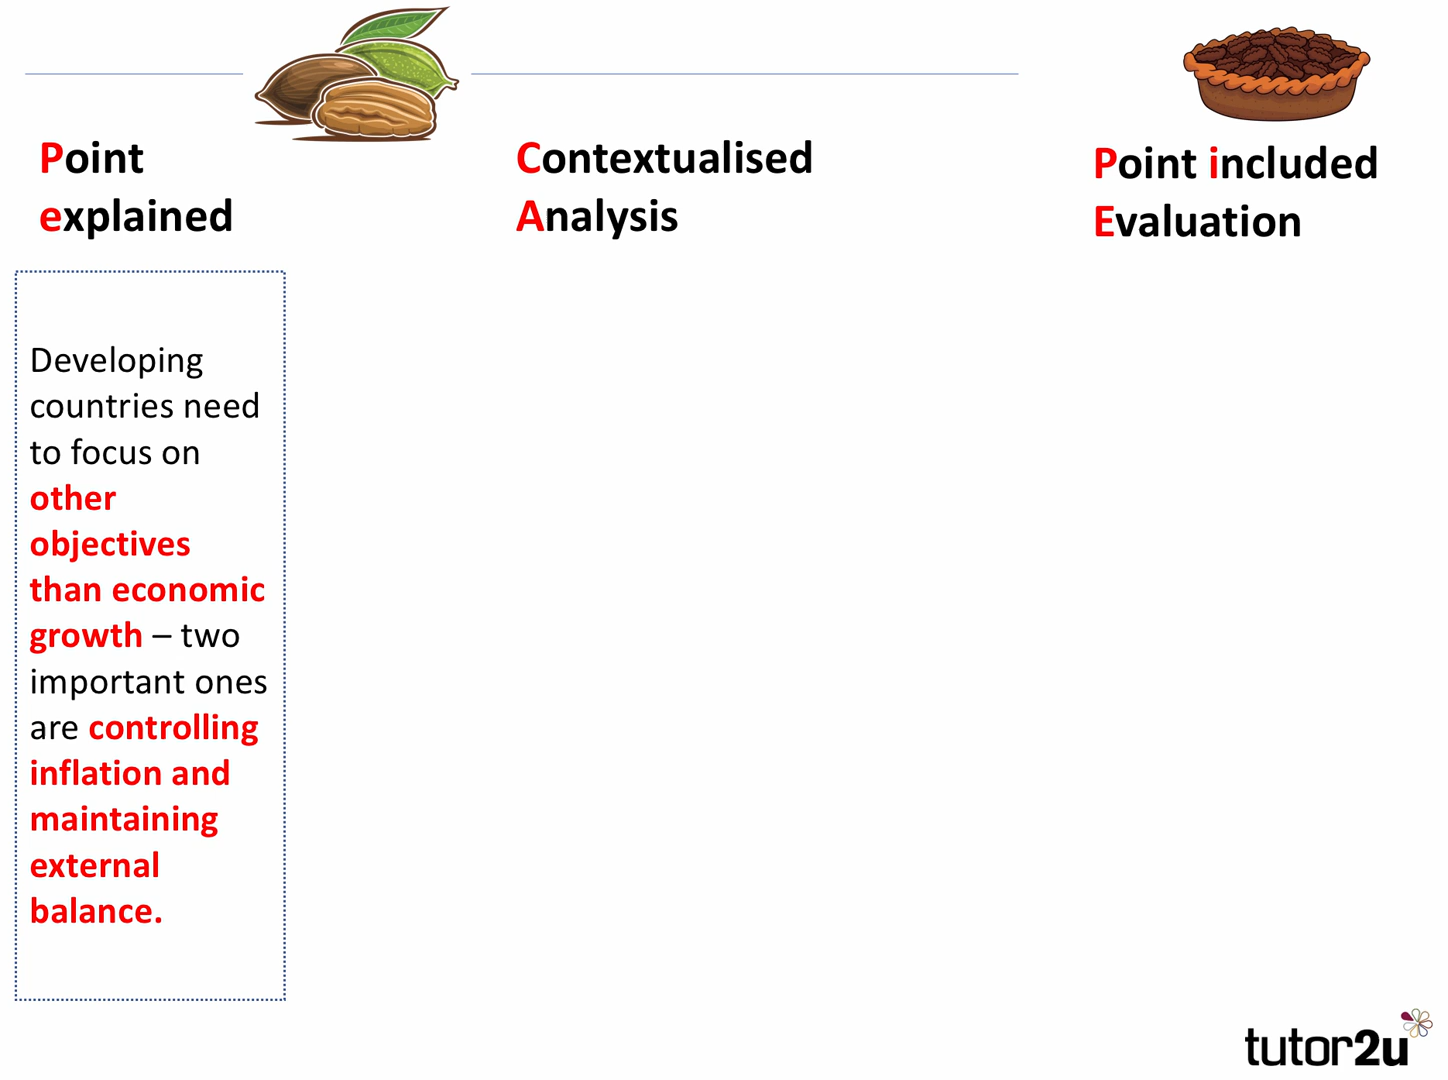 Point
explained
Contextualised
Analysis
Point included
Evaluation
Developing
countries need
to focus on
other
objectives
than economic
growth – two
important ones
are controlling
inflation and
maintaining
external
balance.
tutor2u